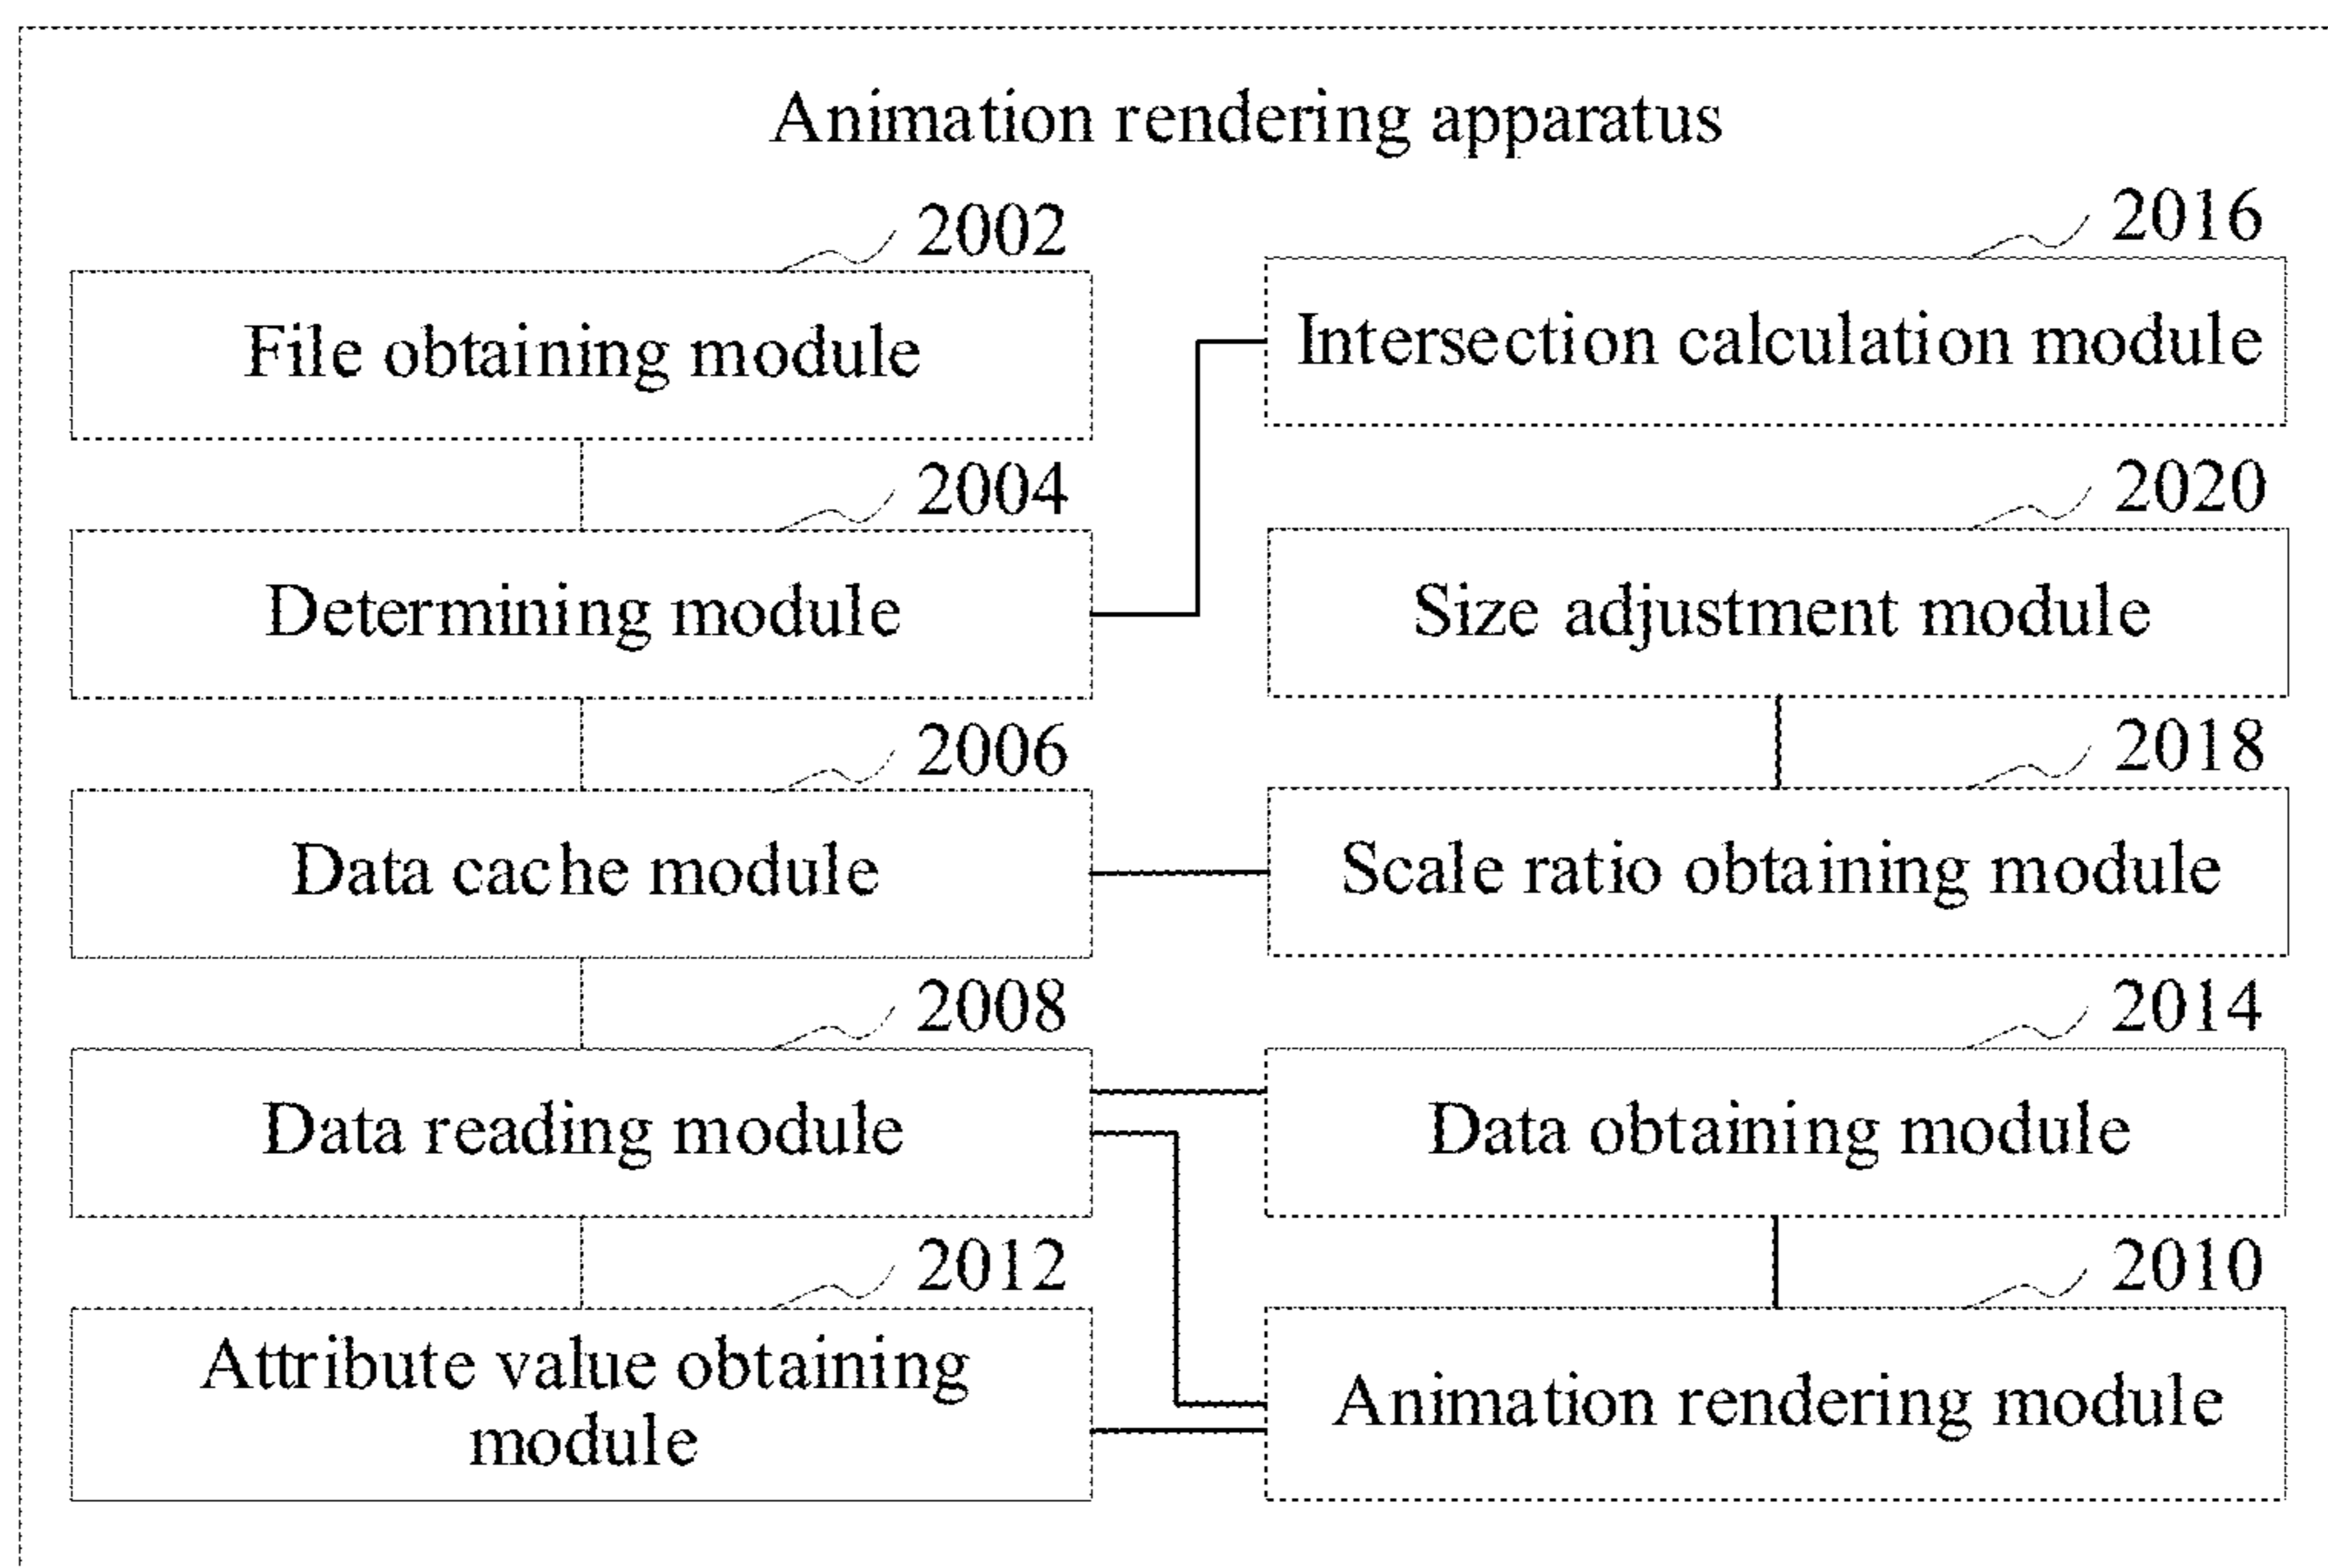 Animation rendering apparatus
2002
2016
File obtaining module
Intersection calculation module
2004
2020
Determining module
Size adjustment module
2006
2018
Data cache module
Scale ratio obtaining module
2008
2014
Data reading module
Data obtaining module
2012
2010
Attribute value obtaining
module
Animation rendering module